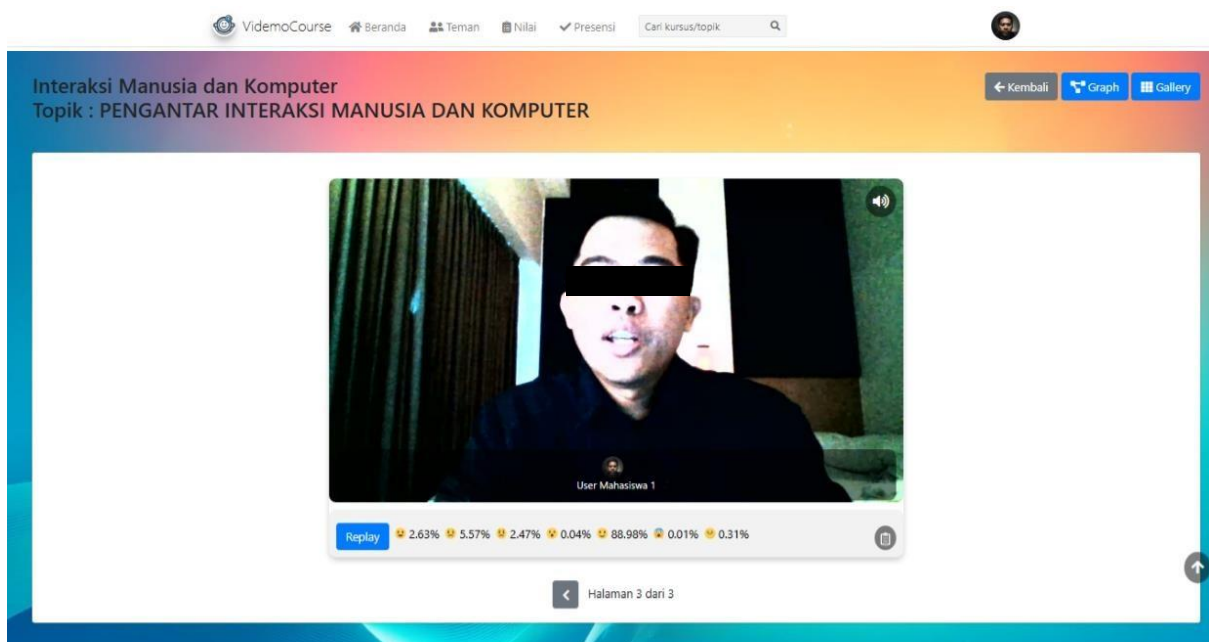 VidemoCourse Beranda Teman Nilai Presensi Cari kursus/topik
Interaksi Manusia dan Komputer
Topik : PENGANTAR INTERAKSI MANUSIA DAN KOMPUTER
Kembali Graph Gallery
User Mahasiswa 1
Replay 2.63% 5.57% 2.47% 0.04% 88.98% 0.01% 0.31%
Halaman 3 dari 3